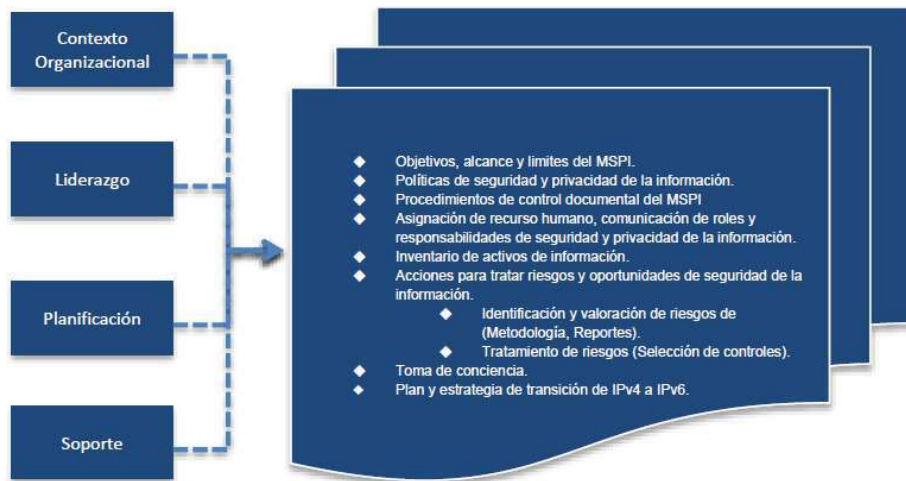 Contexto
Organizacional
Liderazgo
Planificación
Soporte
◆ Objetivos, alcance y limites del MSPI.
◆ Políticas de seguridad y privacidad de la información.
◆ Procedimientos de control documental del MSPI
◆ Asignación de recurso humano, comunicación de roles y
responsabilidades de seguridad y privacidad de la información.
◆ Inventario de activos de información.
◆ Acciones para tratar riesgos y oportunidades de seguridad de la
información.
◆ Identificación y valoración de riesgos de
(Metodología, Reportes).
◆ Tratamiento de riesgos (Selección de controles).
◆ Toma de conciencia.
◆ Plan y estrategia de transición de IPv4 a IPv6.